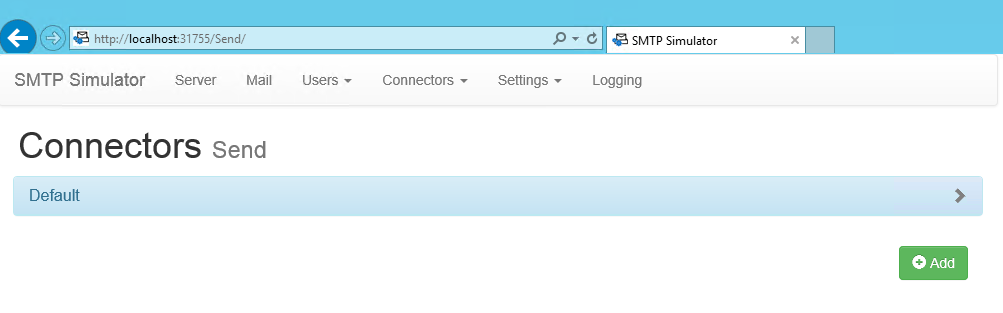 http://localhost:31755/Send/
SMTP Simulator
SMTP Simulator Server Mail Users Connectors Settings Logging
Connectors Send
Default
Add